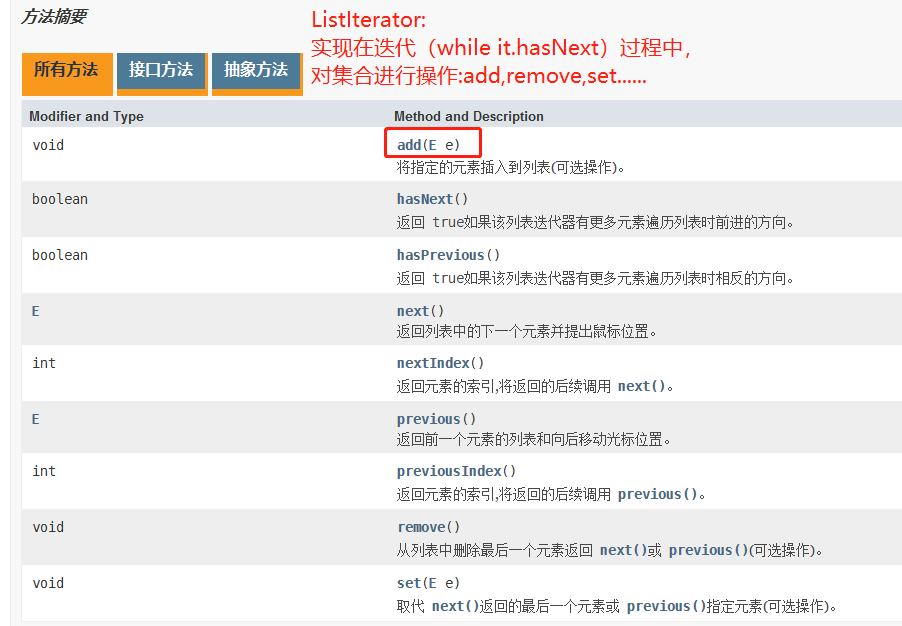 方法摘要
ListIterator:
实现在迭代（while it.hasNext）过程中，
对集合进行操作:add,remove,set......
所有方法 接口方法 抽象方法
Modifier and Type Method and Description
void add(E e)
将指定的元素插入到列表(可选操作)。
boolean hasNext()
返回 true如果该列表迭代器有更多元素遍历列表时前进的方向。
boolean hasPrevious()
返回 true如果该列表迭代器有更多元素遍历列表时相反的方向。
E next()
返回列表中的下一个元素并提出鼠标位置。
int nextIndex()
返回元素的索引,将返回的后续调用 next()。
E previous()
返回前一个元素的列表和向后移动光标位置。
int previousIndex()
返回元素的索引,将返回的后续调用 previous()。
void remove()
从列表中删除最后一个元素返回 next()或 previous()(可选操作)。
void set(E e)
取代 next()返回的最后一个元素或 previous()指定元素(可选操作)。